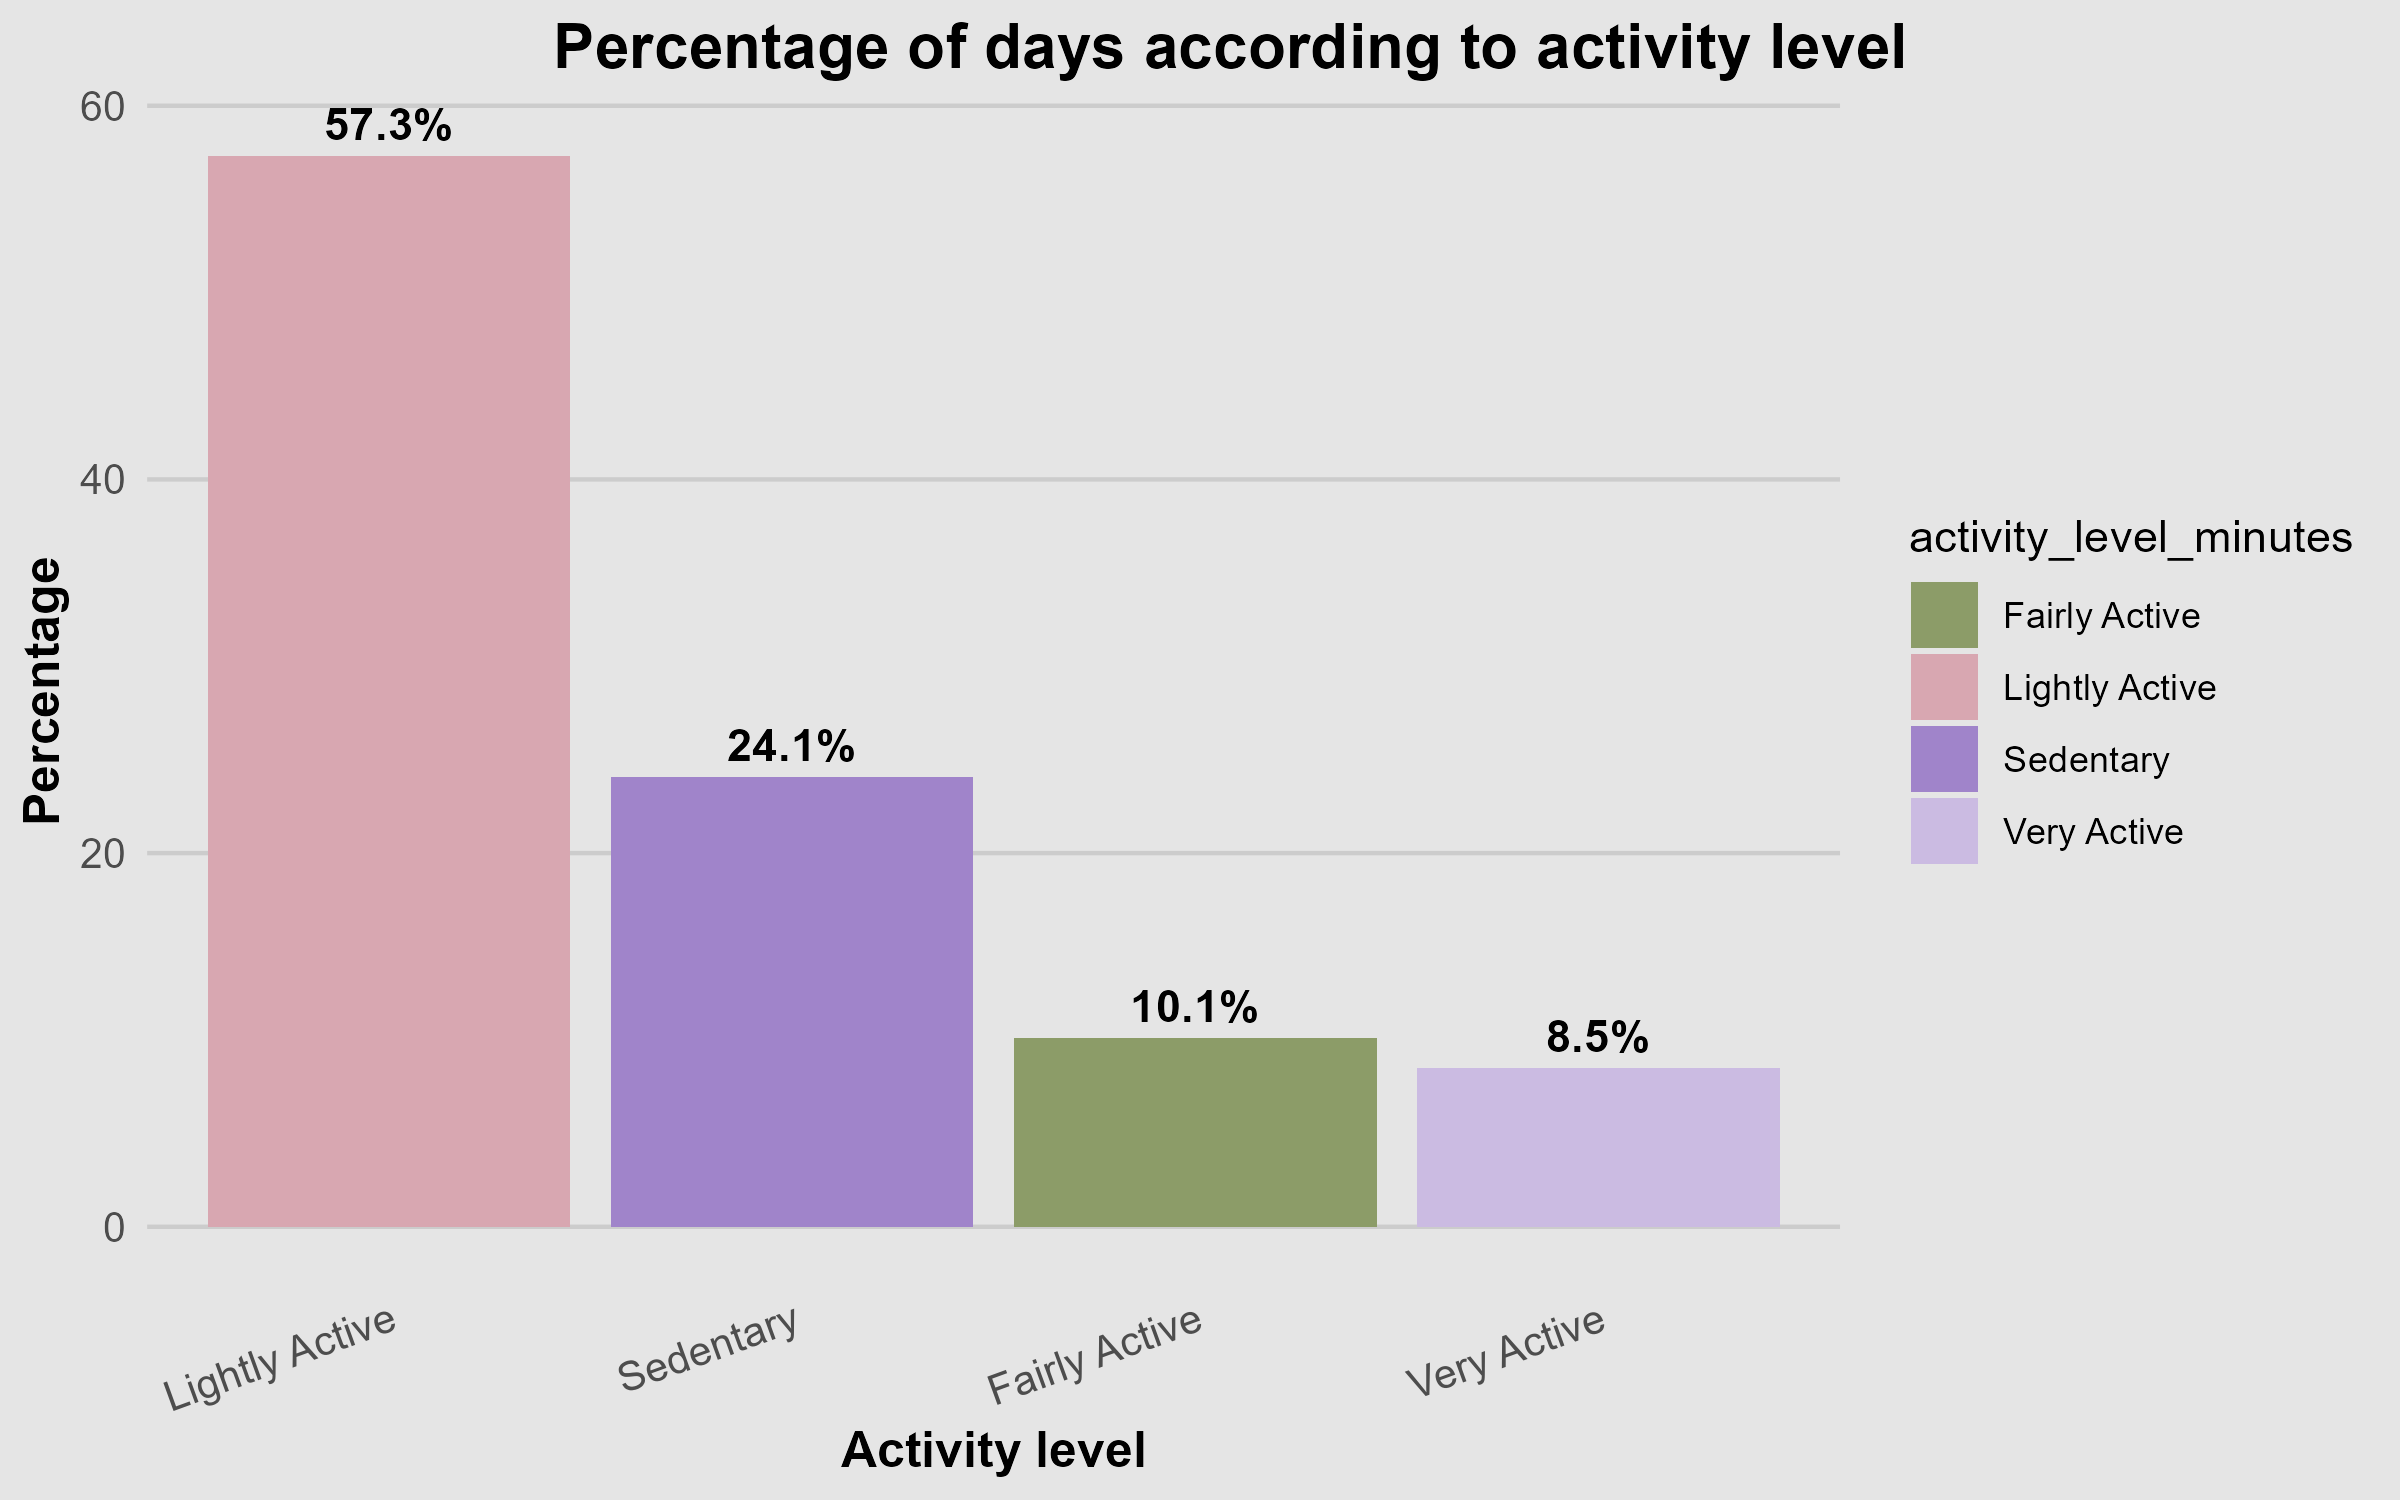 Percentage of days according to activity level
Percentage
60
40
20
0
57.3%
24.1%
10.1%
8.5%
Lightly Active
Sedentary
Fairly Active
Very Active
Activity level
activity_level_minutes
Fairly Active
Lightly Active
Sedentary
Very Active